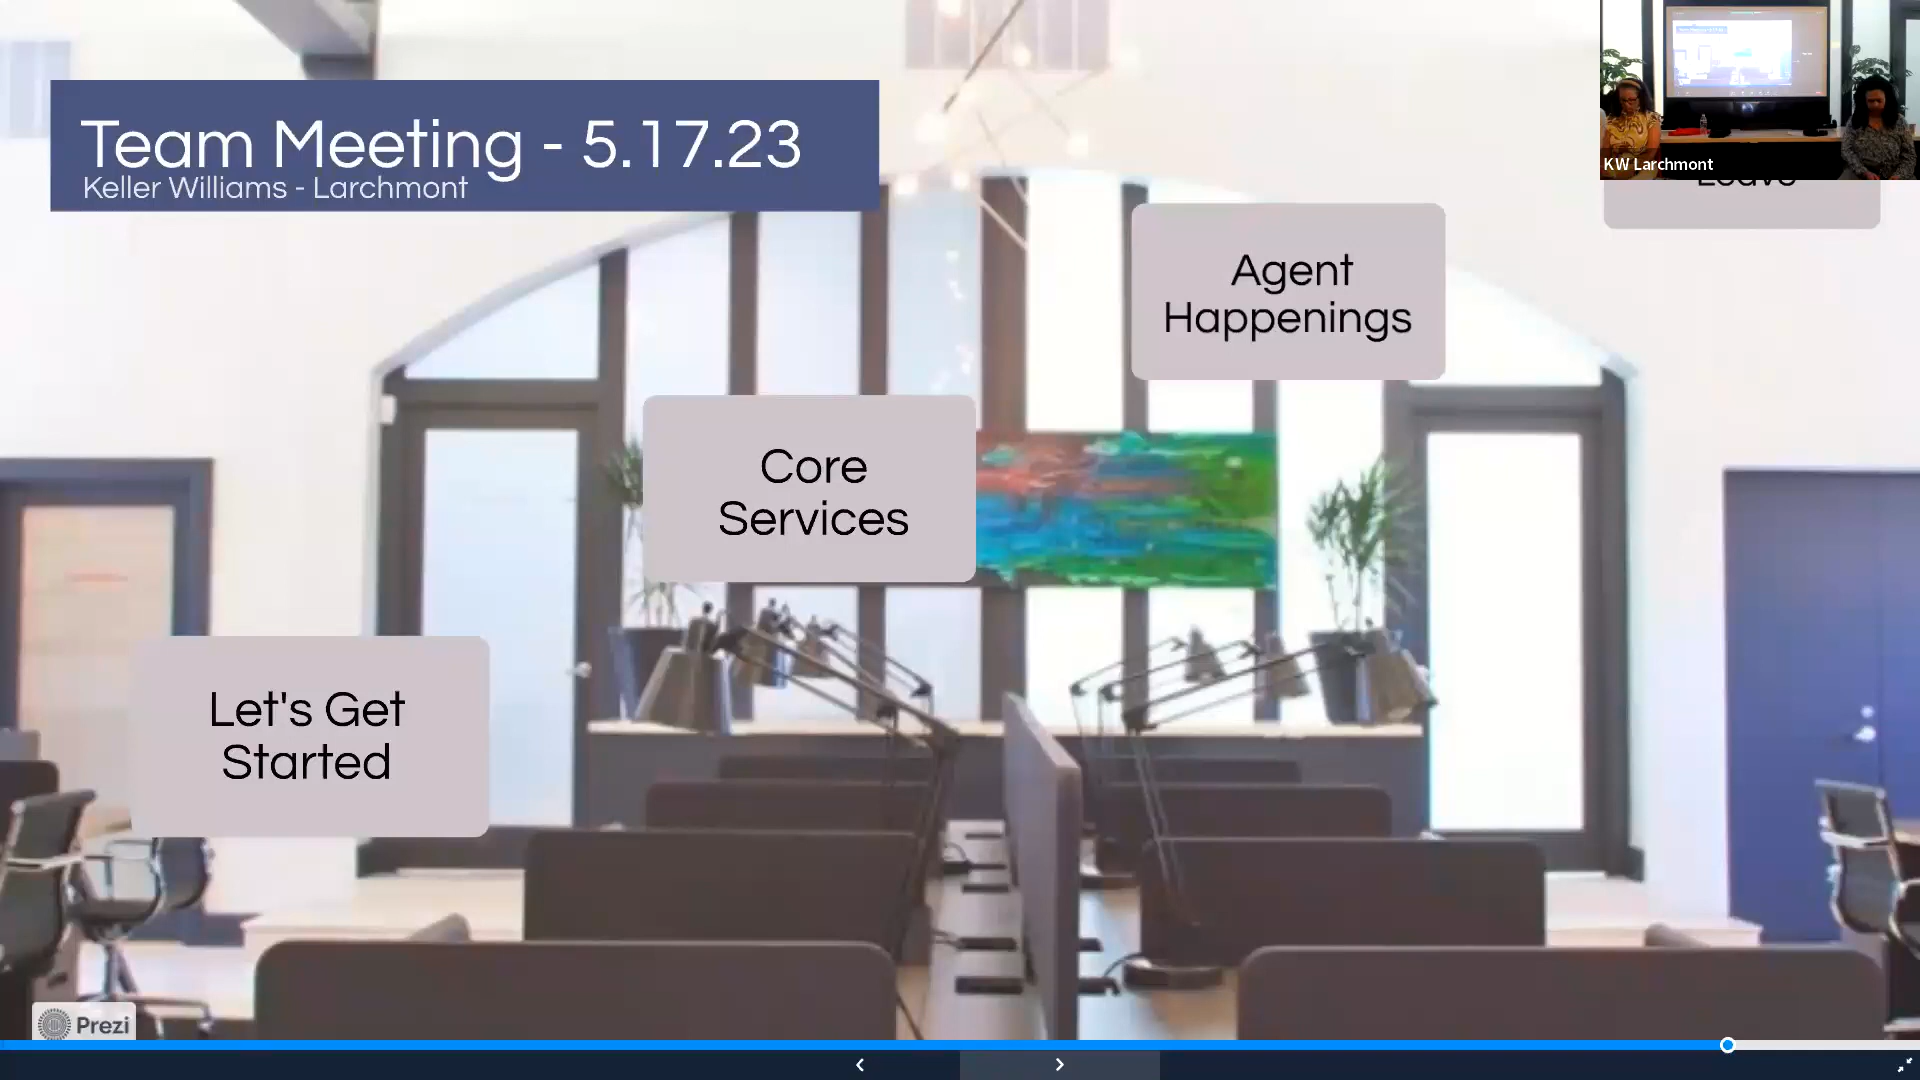 Team Meeting - 5.17.23
Keller Williams - Larchmont
KW Larchmont
Agent
Happenings
Core
Services
Let's Get
Started
Prezi